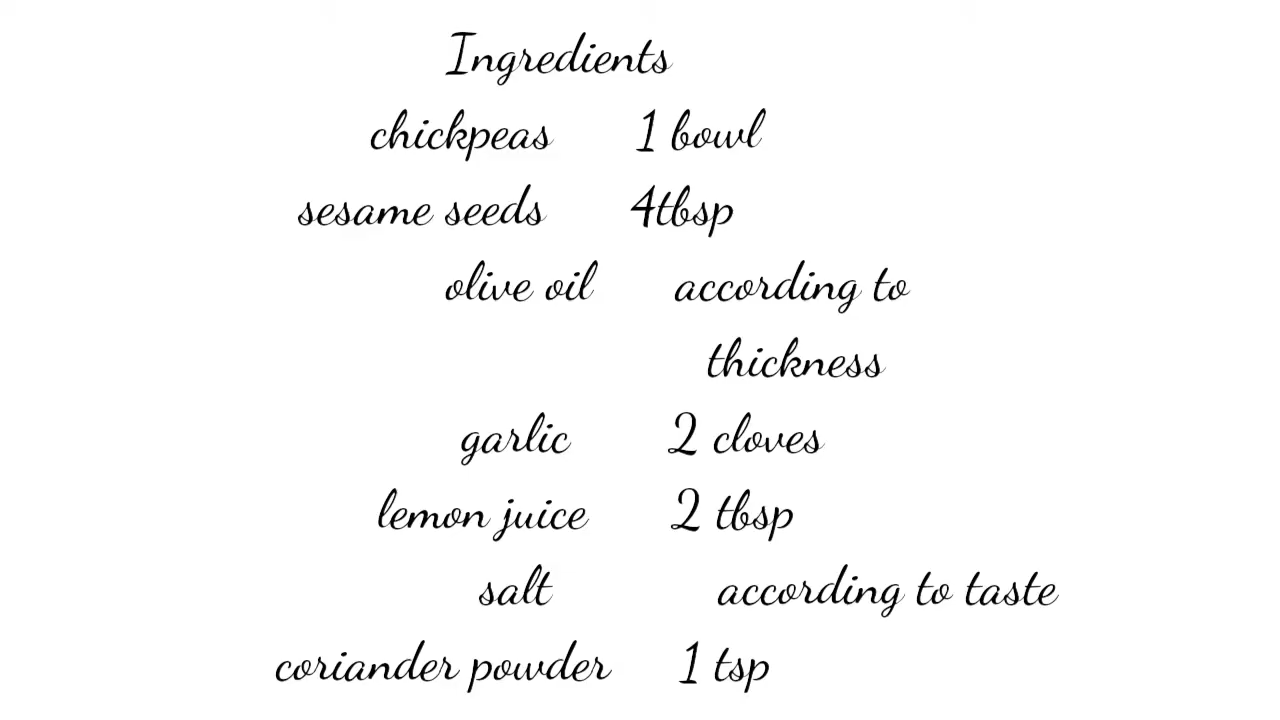 Ingredients
chickpeas 1 bowl
sesame seeds 4tbsp
olive oil according to
thickness
garlic 2 cloves
lemon juice 2 tbsp
salt according to taste
coriander powder 1 tsp